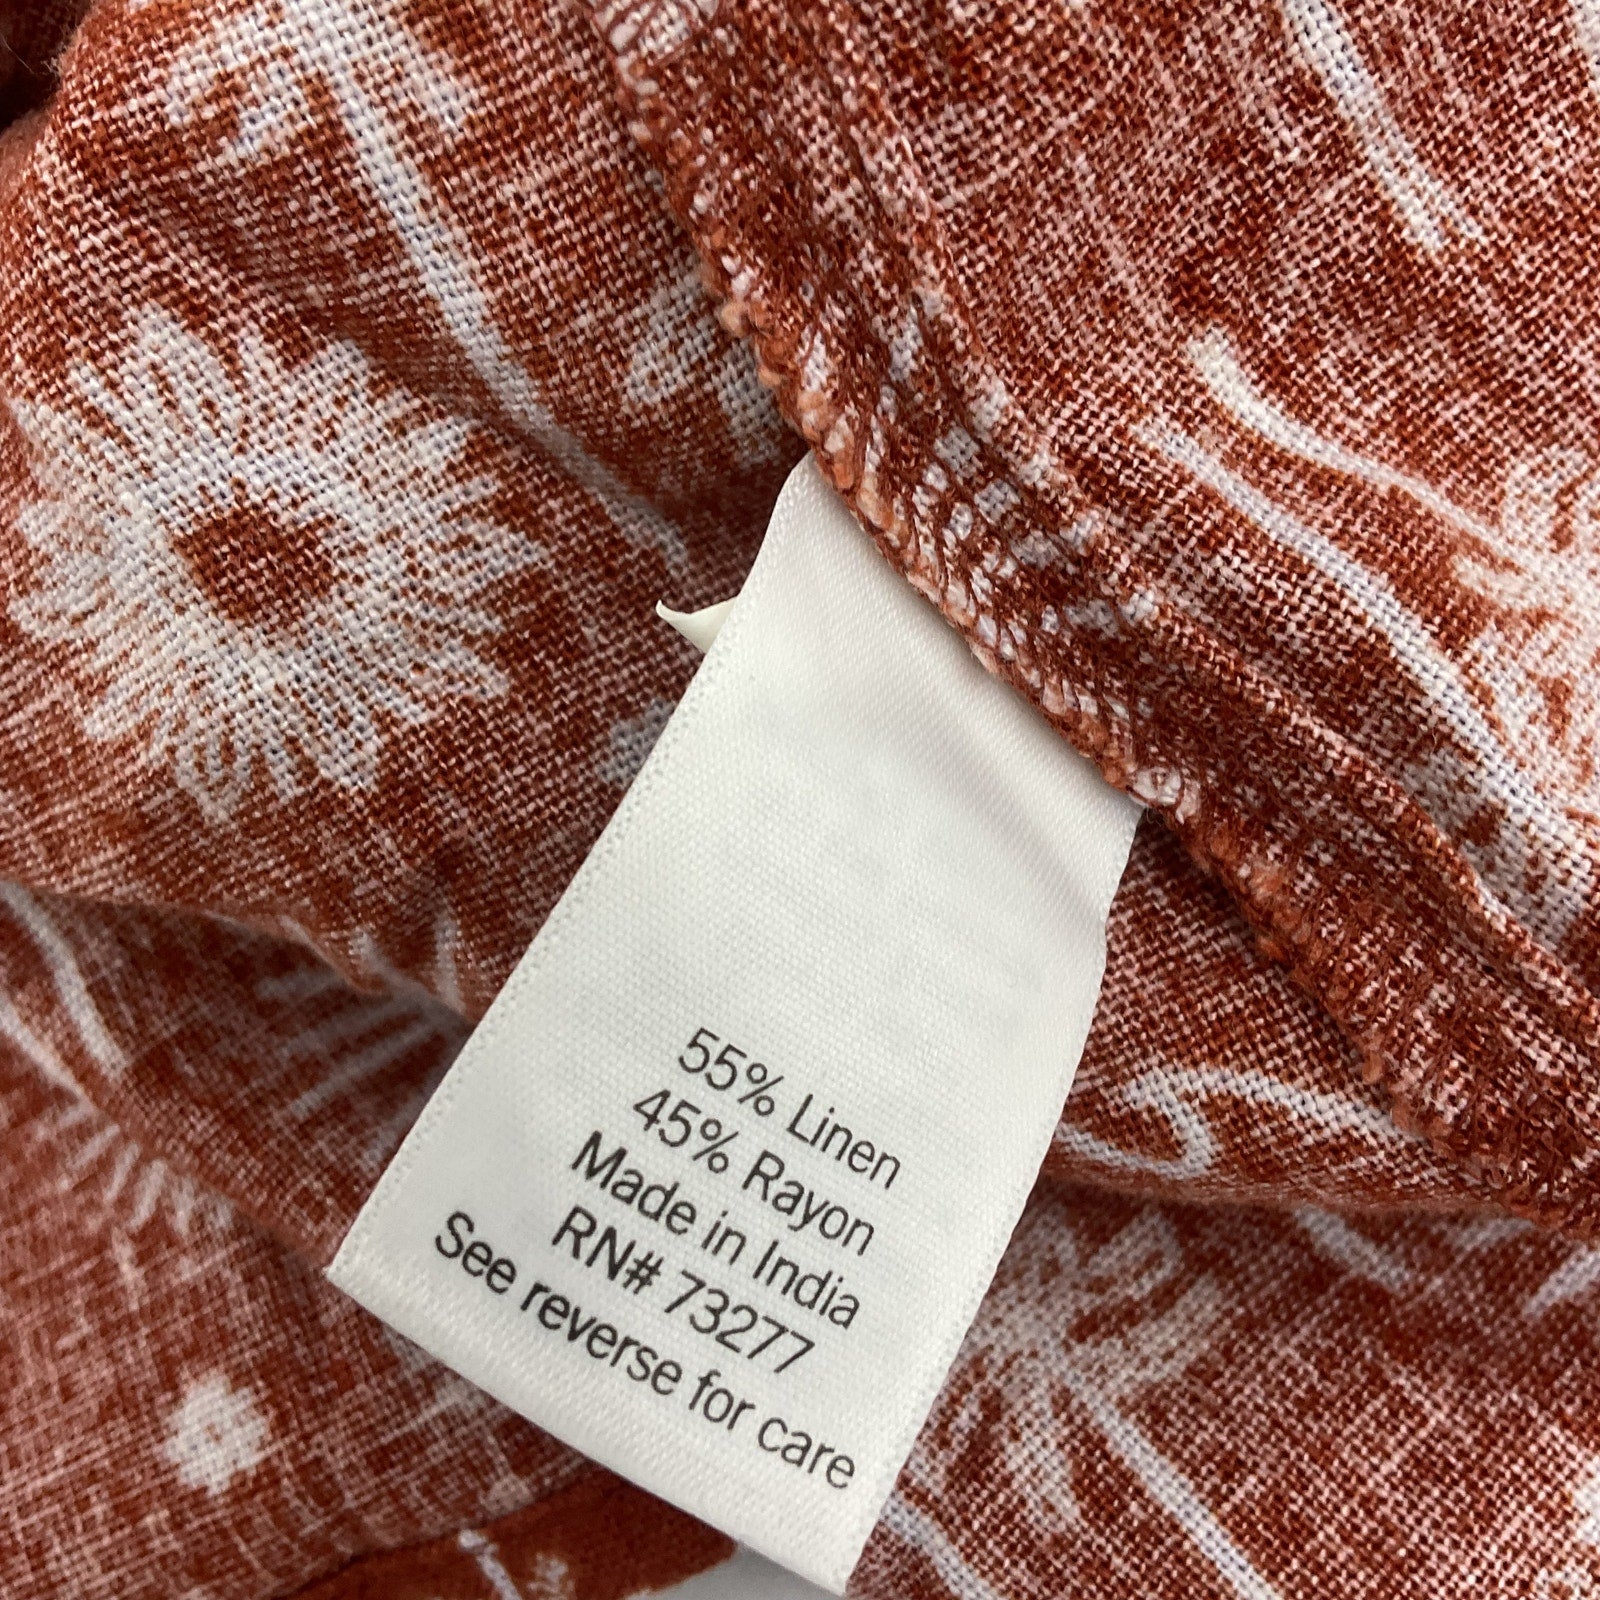 55% Linen
45% Rayon
Made in India
RN# 73277
See reverse for care